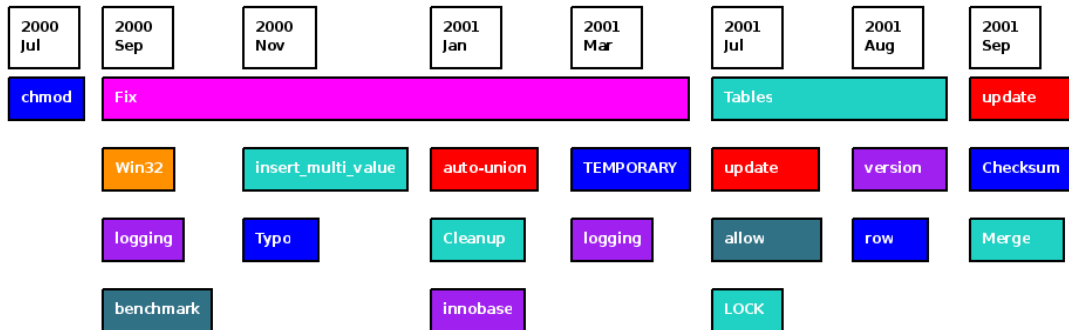 2000 2000 2000 2001 2001 2001 2001 2001
Jul Sep Nov Jan Mar Jul Aug Sep
chmod Fix Tables update
Win32 insert_multi_value auto-union TEMPORARY update version Checksum
logging Typo Cleanup logging allow row Merge
benchmark innobase LOCK